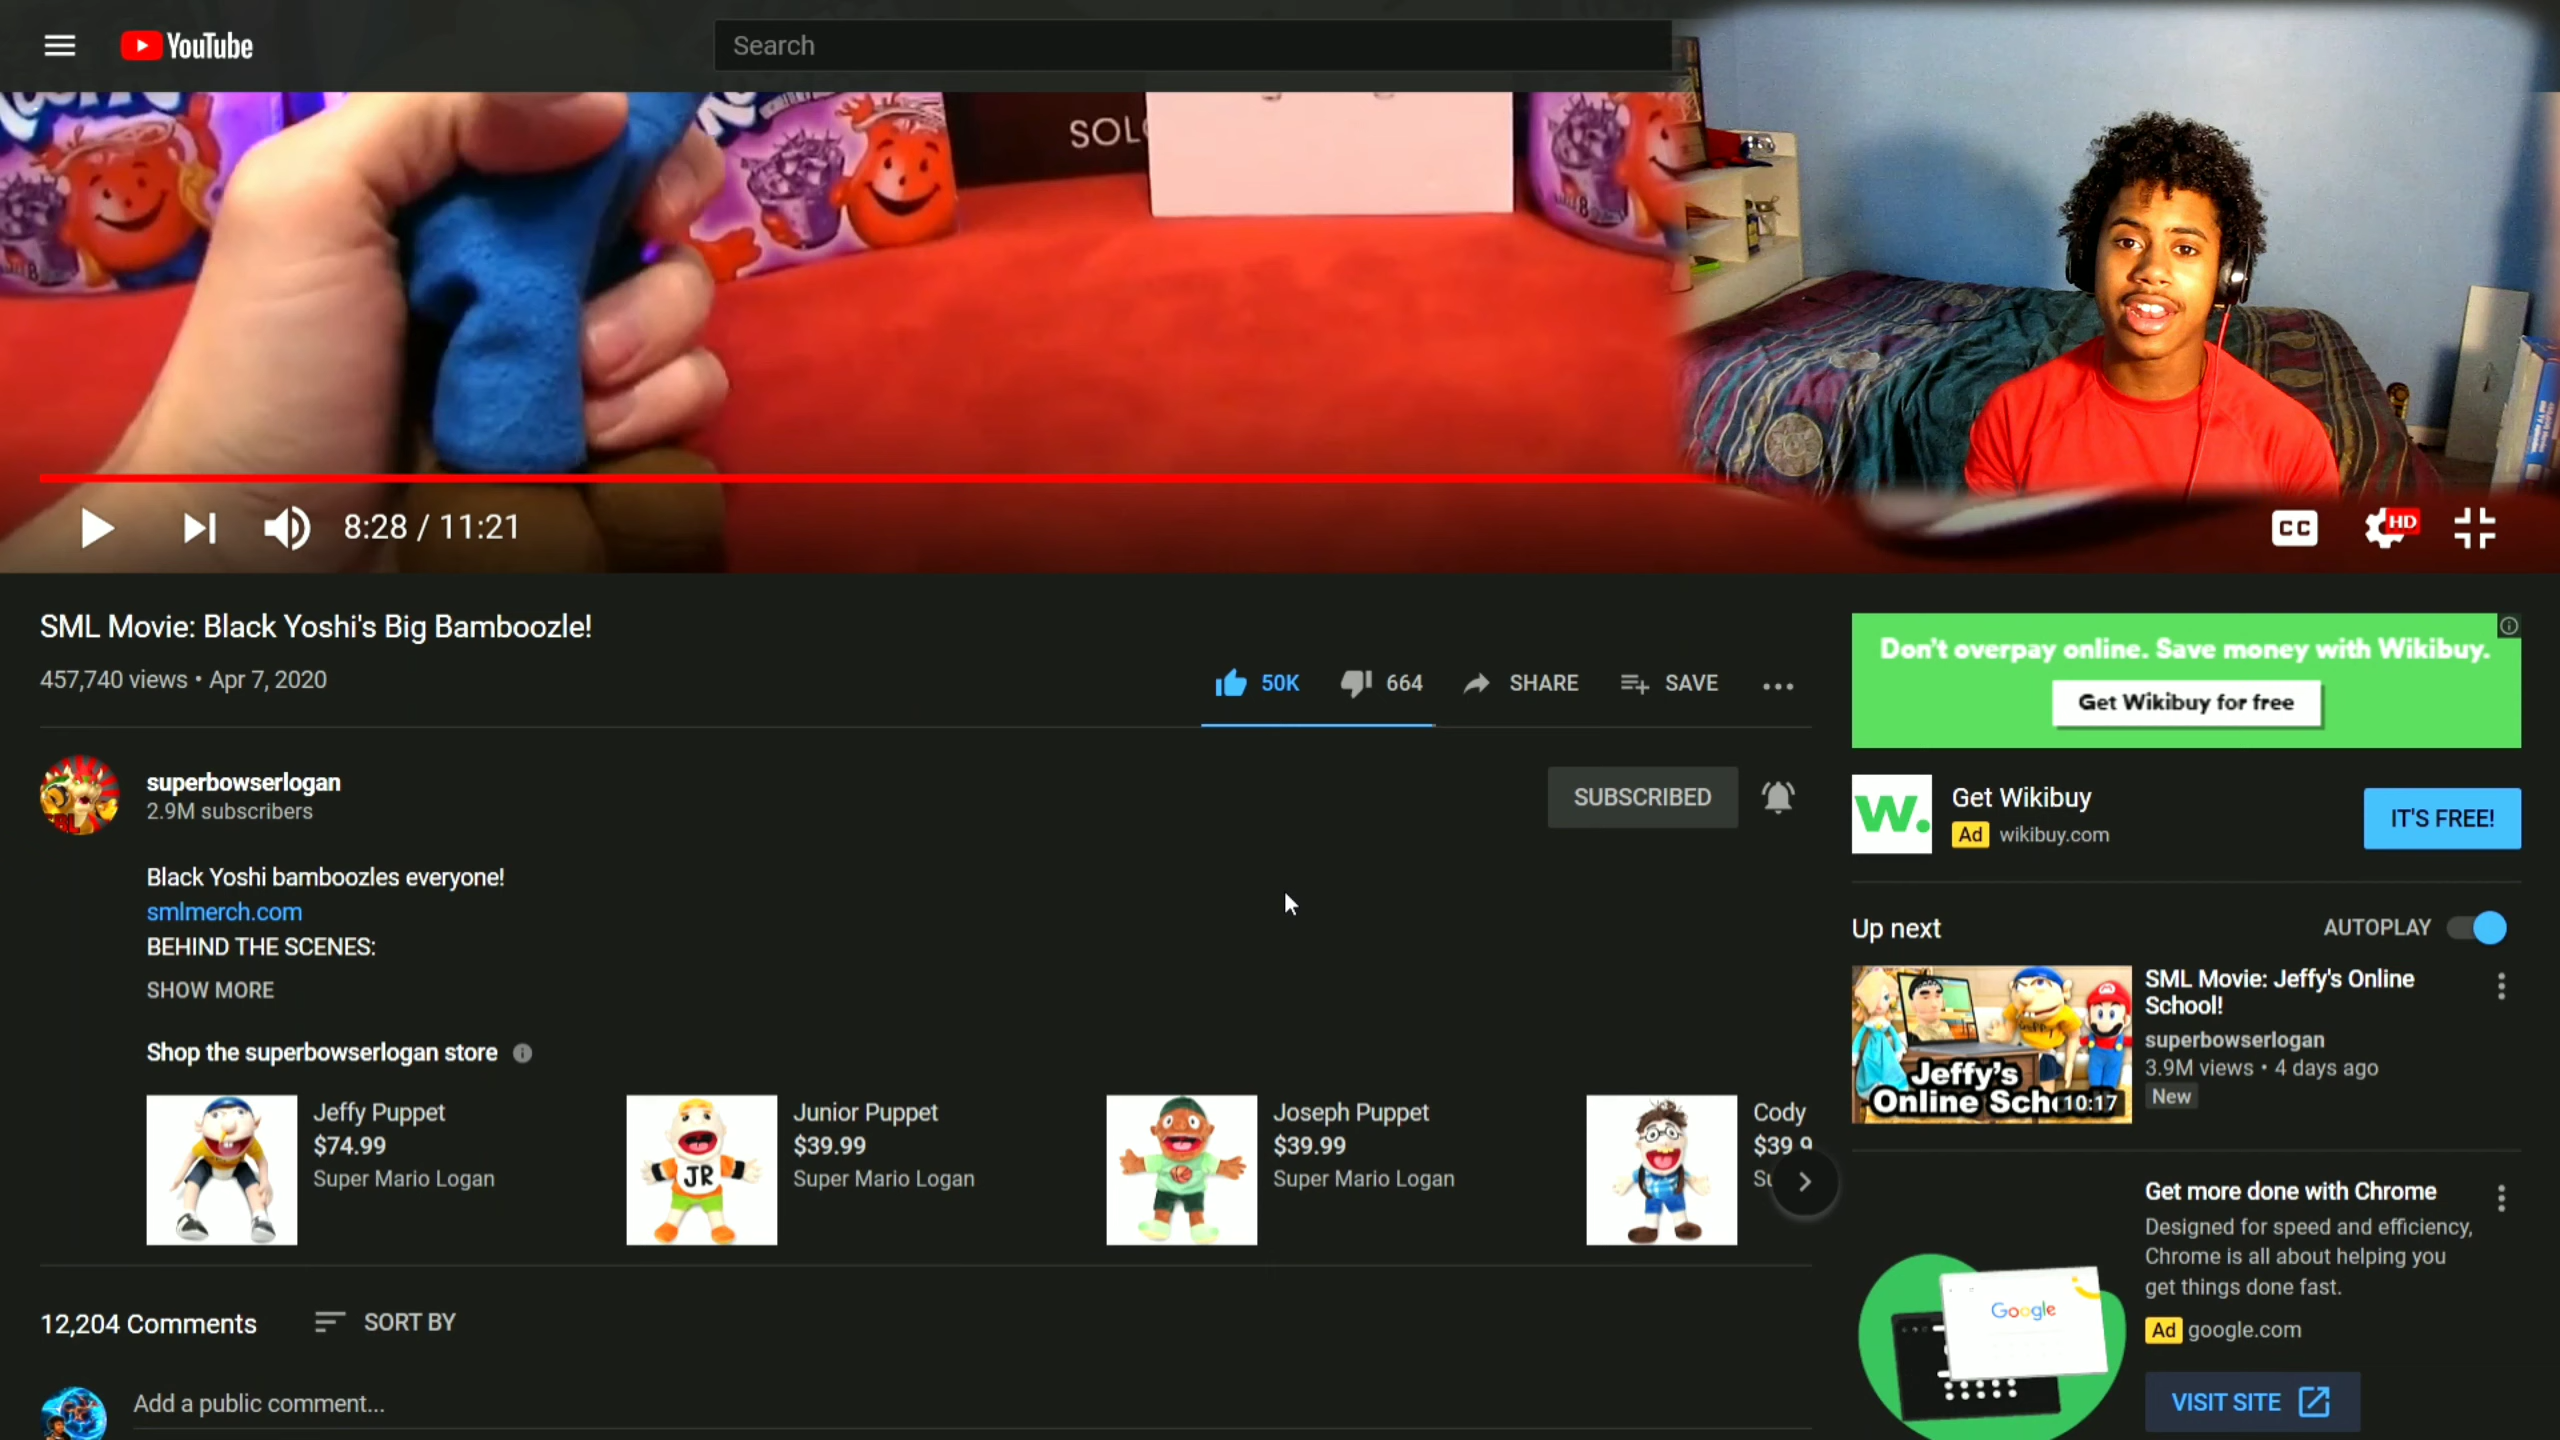 YouTube
Search
SOL
8:28 / 11:21
CC
HD
SML Movie: Black Yoshi's Big Bamboozle!
457,740 views • Apr 7, 2020
50K
664
SHARE
SAVE
superbowserlogan
2.9M subscribers
SUBSCRIBED
Black Yoshi bamboozles everyone!
smlmerch.com
BEHIND THE SCENES:
SHOW MORE
Shop the superbowserlogan store
JR
Jeffy Puppet
$74.99
Super Mario Logan
Junior Puppet
$39.99
Super Mario Logan
Joseph Puppet
$39.99
Super Mario Logan
Cody
$39 9
12,204 Comments
SORT BY
Add a public comment...
Don't overpay online. Save money with Wikibuy.
Get Wikibuy for free
W.
Get Wikibuy
Ad wikibuy.com
IT'S FREE!
Up next
AUTOPLAY
Jeffy's
Online Scho
10:17
SML Movie: Jeffy's Online
School!
superbowserlogan
3.9M views • 4 days ago
New
Get more done with Chrome
Designed for speed and efficiency,
Chrome is all about helping you
get things done fast.
Ad google.com
Google
VISIT SITE